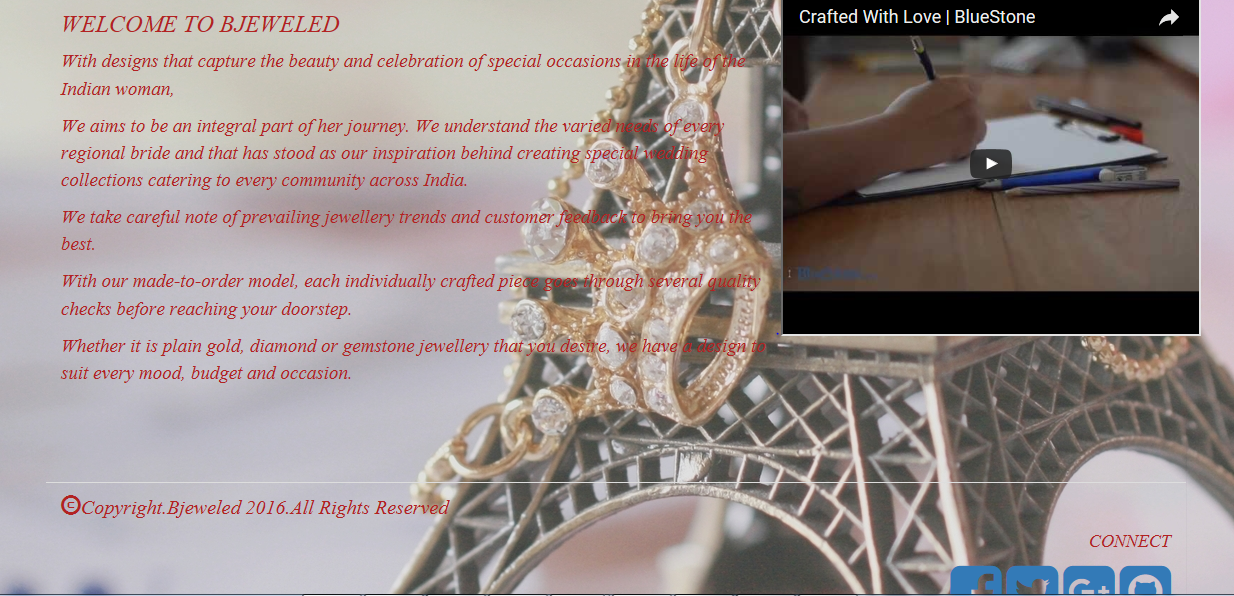 WELCOME TO BJEWELED
With designs that capture the beauty and celebration of special occasions in the life of the
Indian woman,
We aims to be an integral part of her journey. We understand the varied needs of every
regional bride and that has stood as our inspiration behind creating special wedding
collections catering to every community across India.
We take careful note of prevailing jewellery trends and customer feedback to bring you the
best.
With our made-to-order model, each individually crafted piece goes through several quality
checks before reaching your doorstep.
Whether it is plain gold, diamond or gemstone jewellery that you desire, we have a design to
suit every mood, budget and occasion.
Crafted With Love | BlueStone
©Copyright.Bjeweled 2016.All Rights Reserved
CONNECT
G+